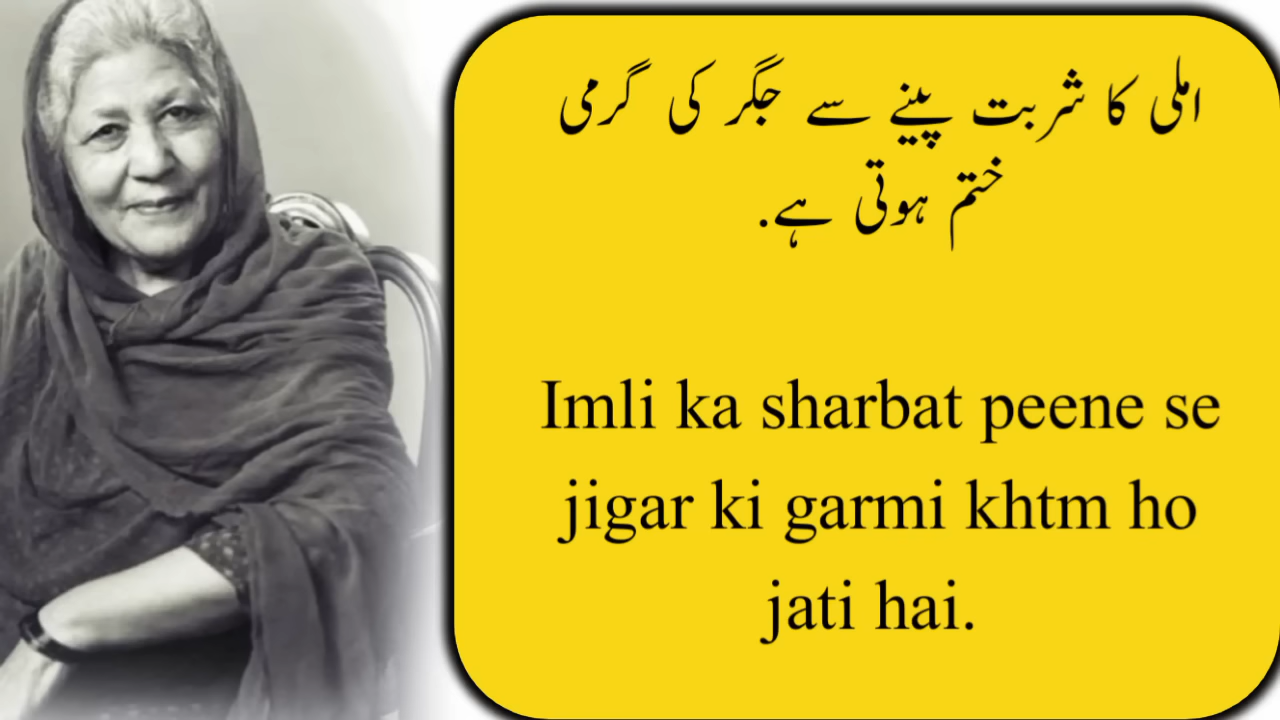 املی کا شربت پینے سے جگر کی گرمی
ختم ہوتی ہے.
Imli ka sharbat peene se
jigar ki garmi khtm ho
jati hai.